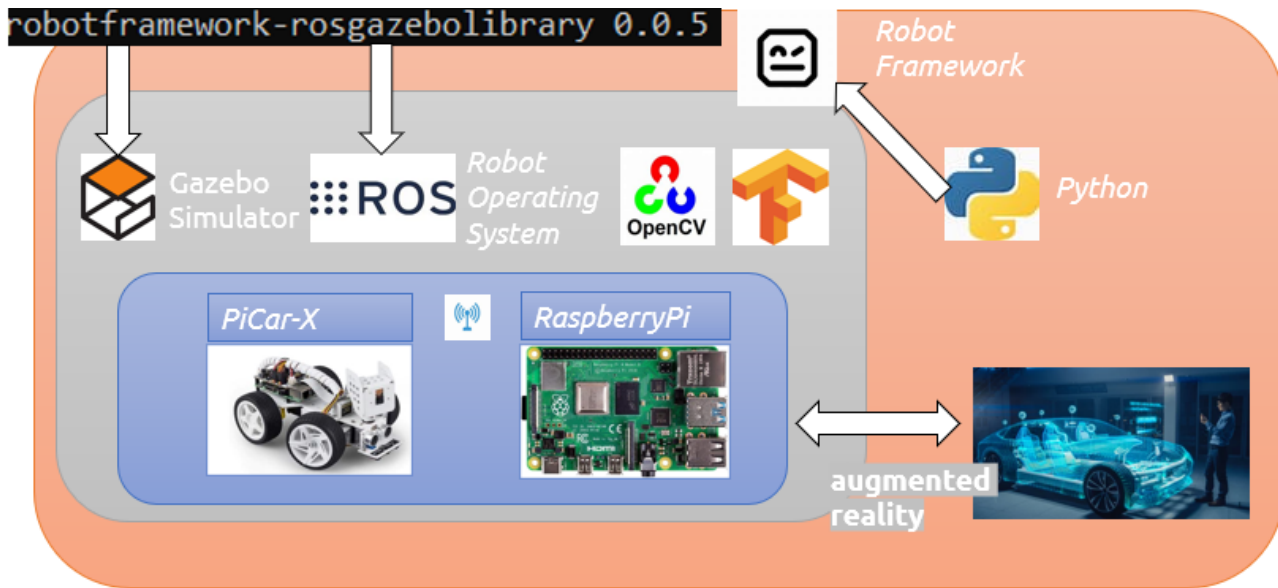 robotframework-rosgazebolibrary 0.0.5
Robot
Framework
Gazebo
Simulator
ROS
Robot
Operating
System
OpenCV
Python
PiCar-X
RaspberryPi
HDMI
augmented
reality